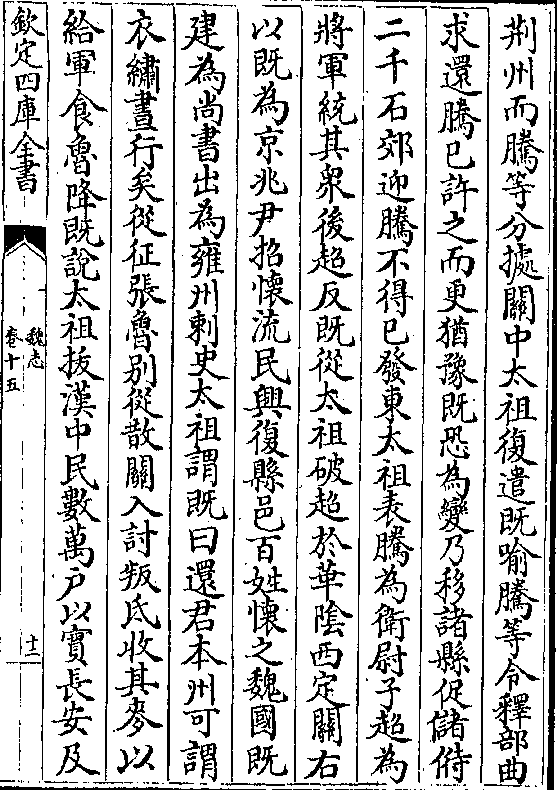 荆州而騰等分據關中太祖復遣既喻騰等令釋部曲
求還騰已許之而更猶豫既恐為變乃移諸縣促儲偫
二千石郊迎騰不得已發東太祖表騰為衛尉子超為
將軍統其衆後超反既從太祖破超於華陰西定關右
以既為京兆尹招懷流民興復縣邑百姓懷之魏國既
建為尚書出為雍州刺史太祖謂既曰還君本州可謂
衣繡晝行矣從征張魯别從散關入討叛氐收其麥以
給軍食魯降既說太祖拔漢中民數萬户以實長安及
欽定四庫全書
魏志
卷十五
十二